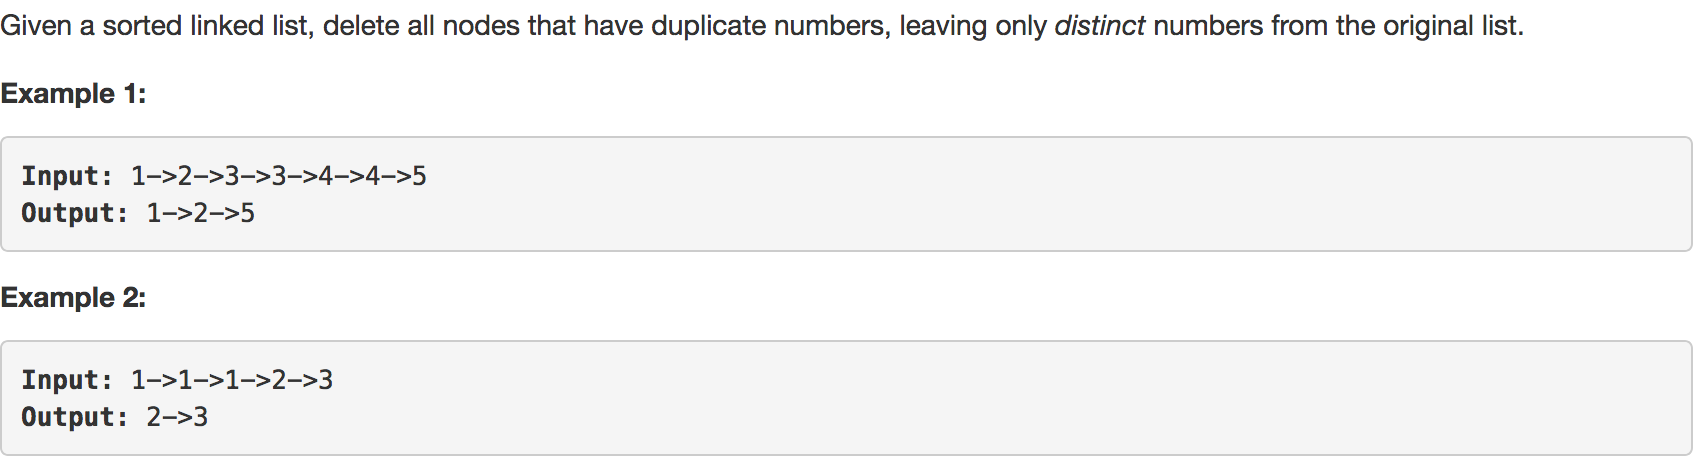 Given a sorted linked list, delete all nodes that have duplicate numbers, leaving only distinct numbers from the original list.
Example 1:
Input: 1->2->3->3->4->4->5
Output: 1->2->5
Example 2:
Input: 1->1->1->2->3
Output: 2->3